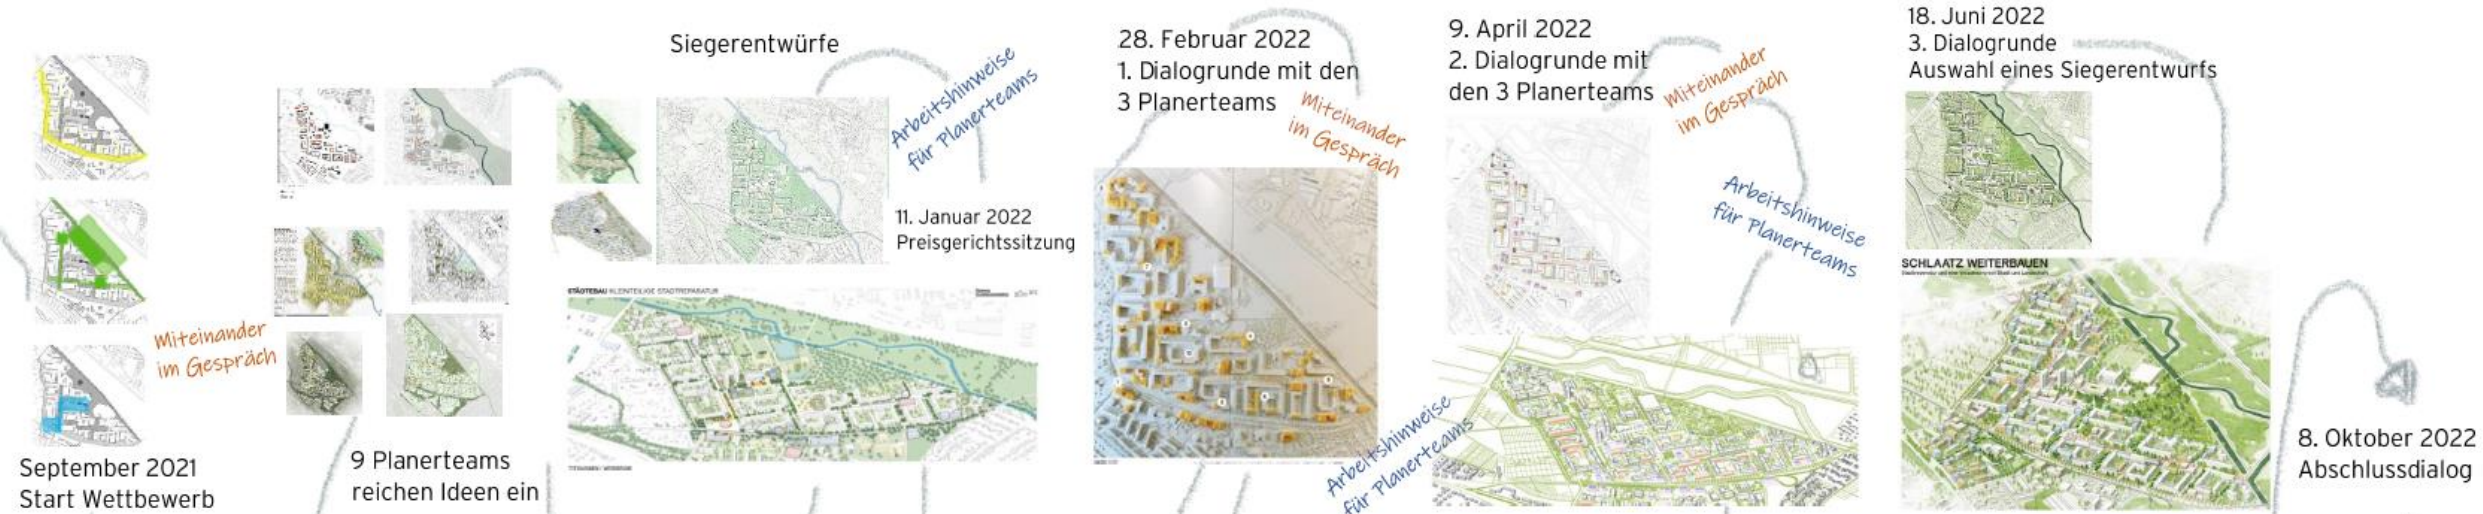 September 2021
Start Wettbewerb
Miteinander
im Gespräch
9 Planerteams
reichen Ideen ein
Siegerentwürfe
STÄDTEBAU KLEINTEILIGE STADTREPARATUR
Arbeitshinweise
für Planerteams
11. Januar 2022
Preisgerichtssitzung
28. Februar 2022
1. Dialogrunde mit den
3 Planerteams
Miteinander
im Gespräch
Arbeitshinweise
für Planerteams
9. April 2022
2. Dialogrunde mit
den 3 Planerteams
Miteinander
im Gespräch
Arbeitshinweise
für Planerteams
18. Juni 2022
3. Dialogrunde
Auswahl eines Siegerentwurfs
SCHLAATZ WEITERBAUEN
8. Oktober 2022
Abschlussdialog